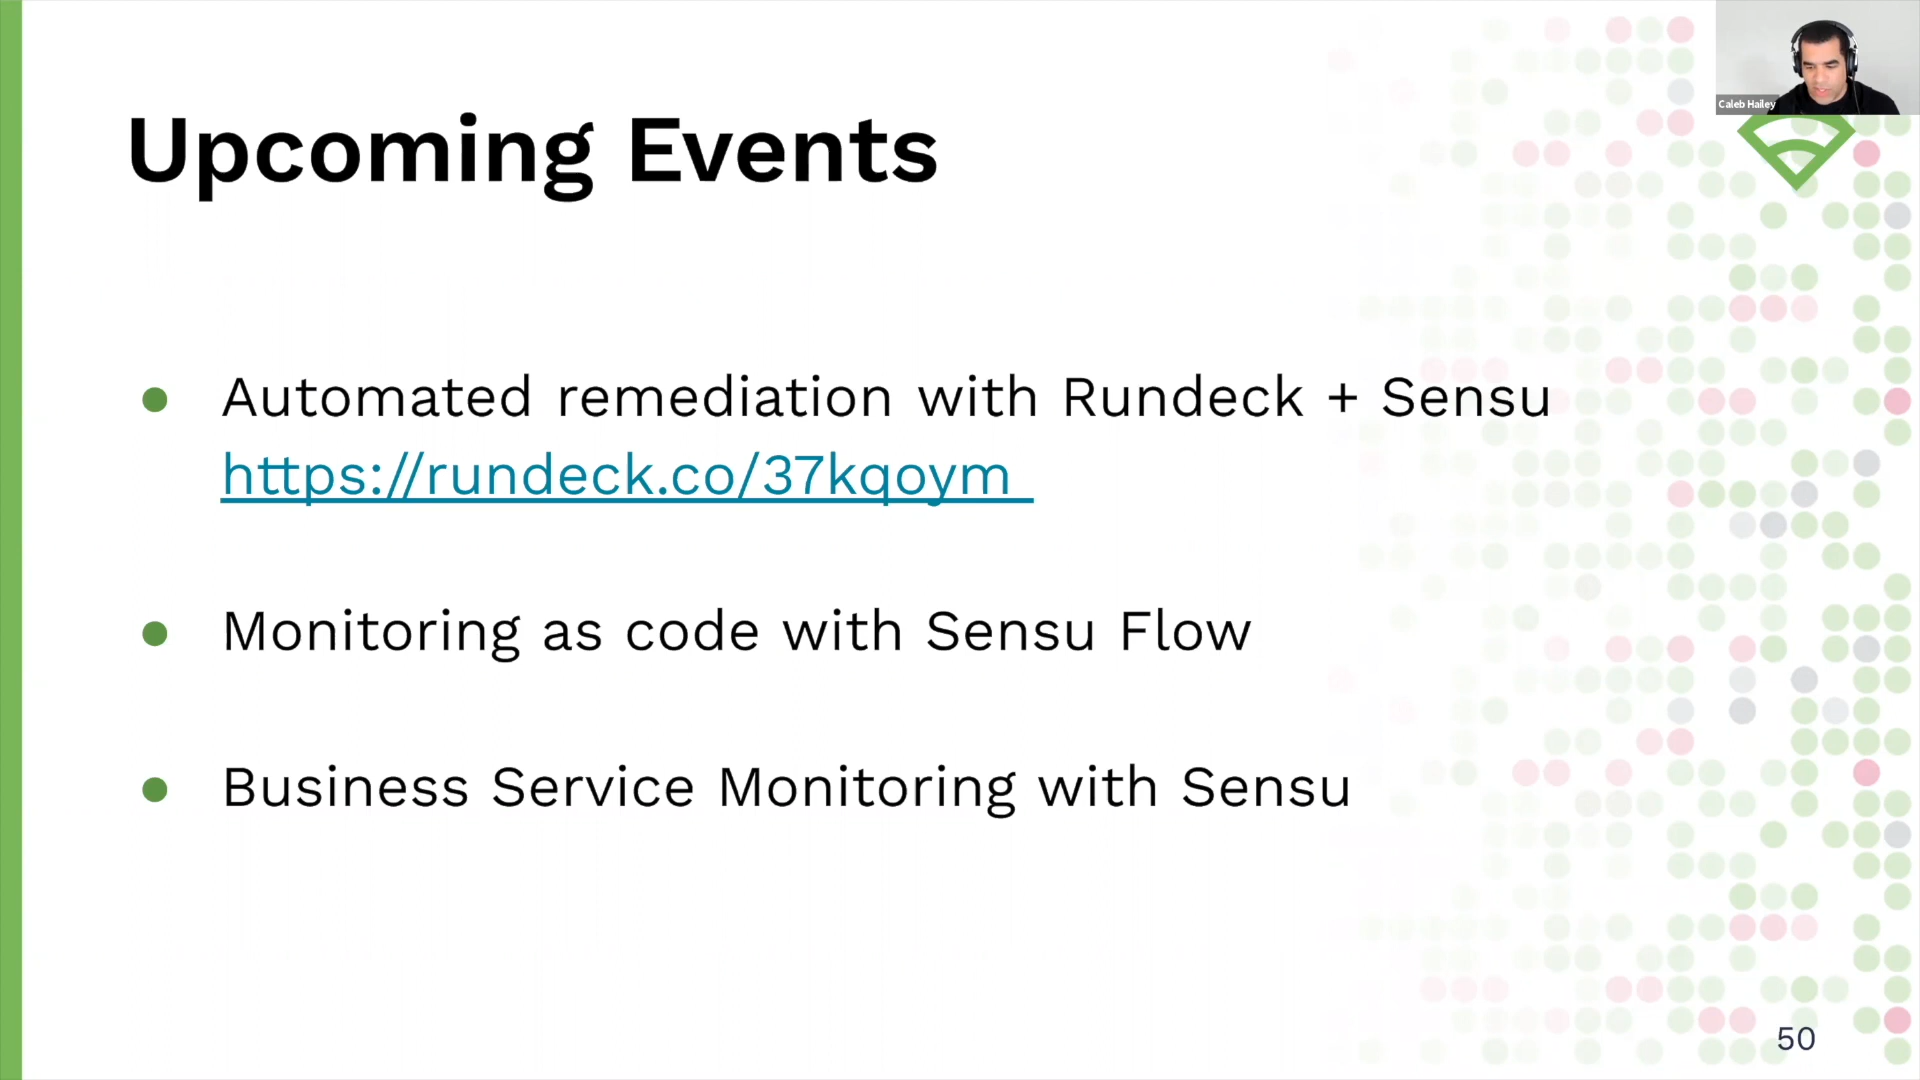 Caleb Hailey
Upcoming Events
Automated remediation with Rundeck + Sensu
https://rundeck.co/37kqoym
Monitoring as code with Sensu Flow
Business Service Monitoring with Sensu
50